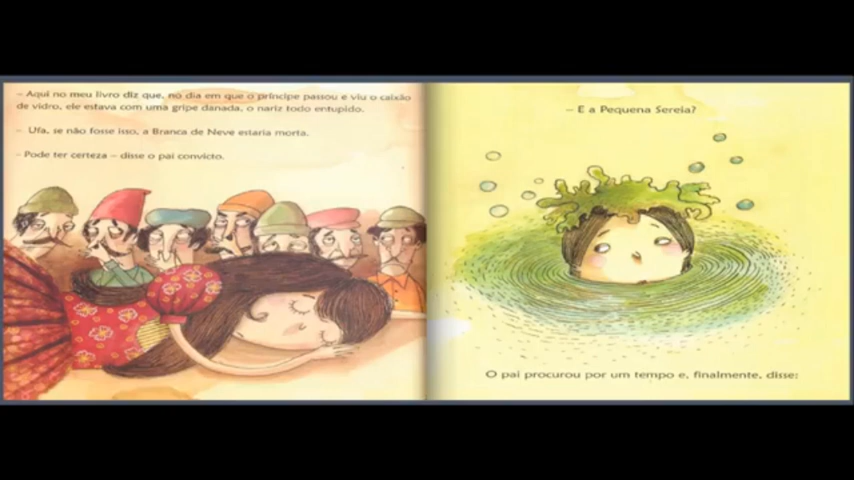 – Aqui no meu livro diz que, no dia em que o príncipe passou e viu o caixão
de vidro, ele estava com uma gripe danada, o nariz todo entupido.
– Ufa, se não fosse isso, a Branca de Neve estaria morta.
– Pode ter certeza – disse o pai convicto.
– E a Pequena Sereia?
O pai procurou por um tempo e, finalmente, disse: